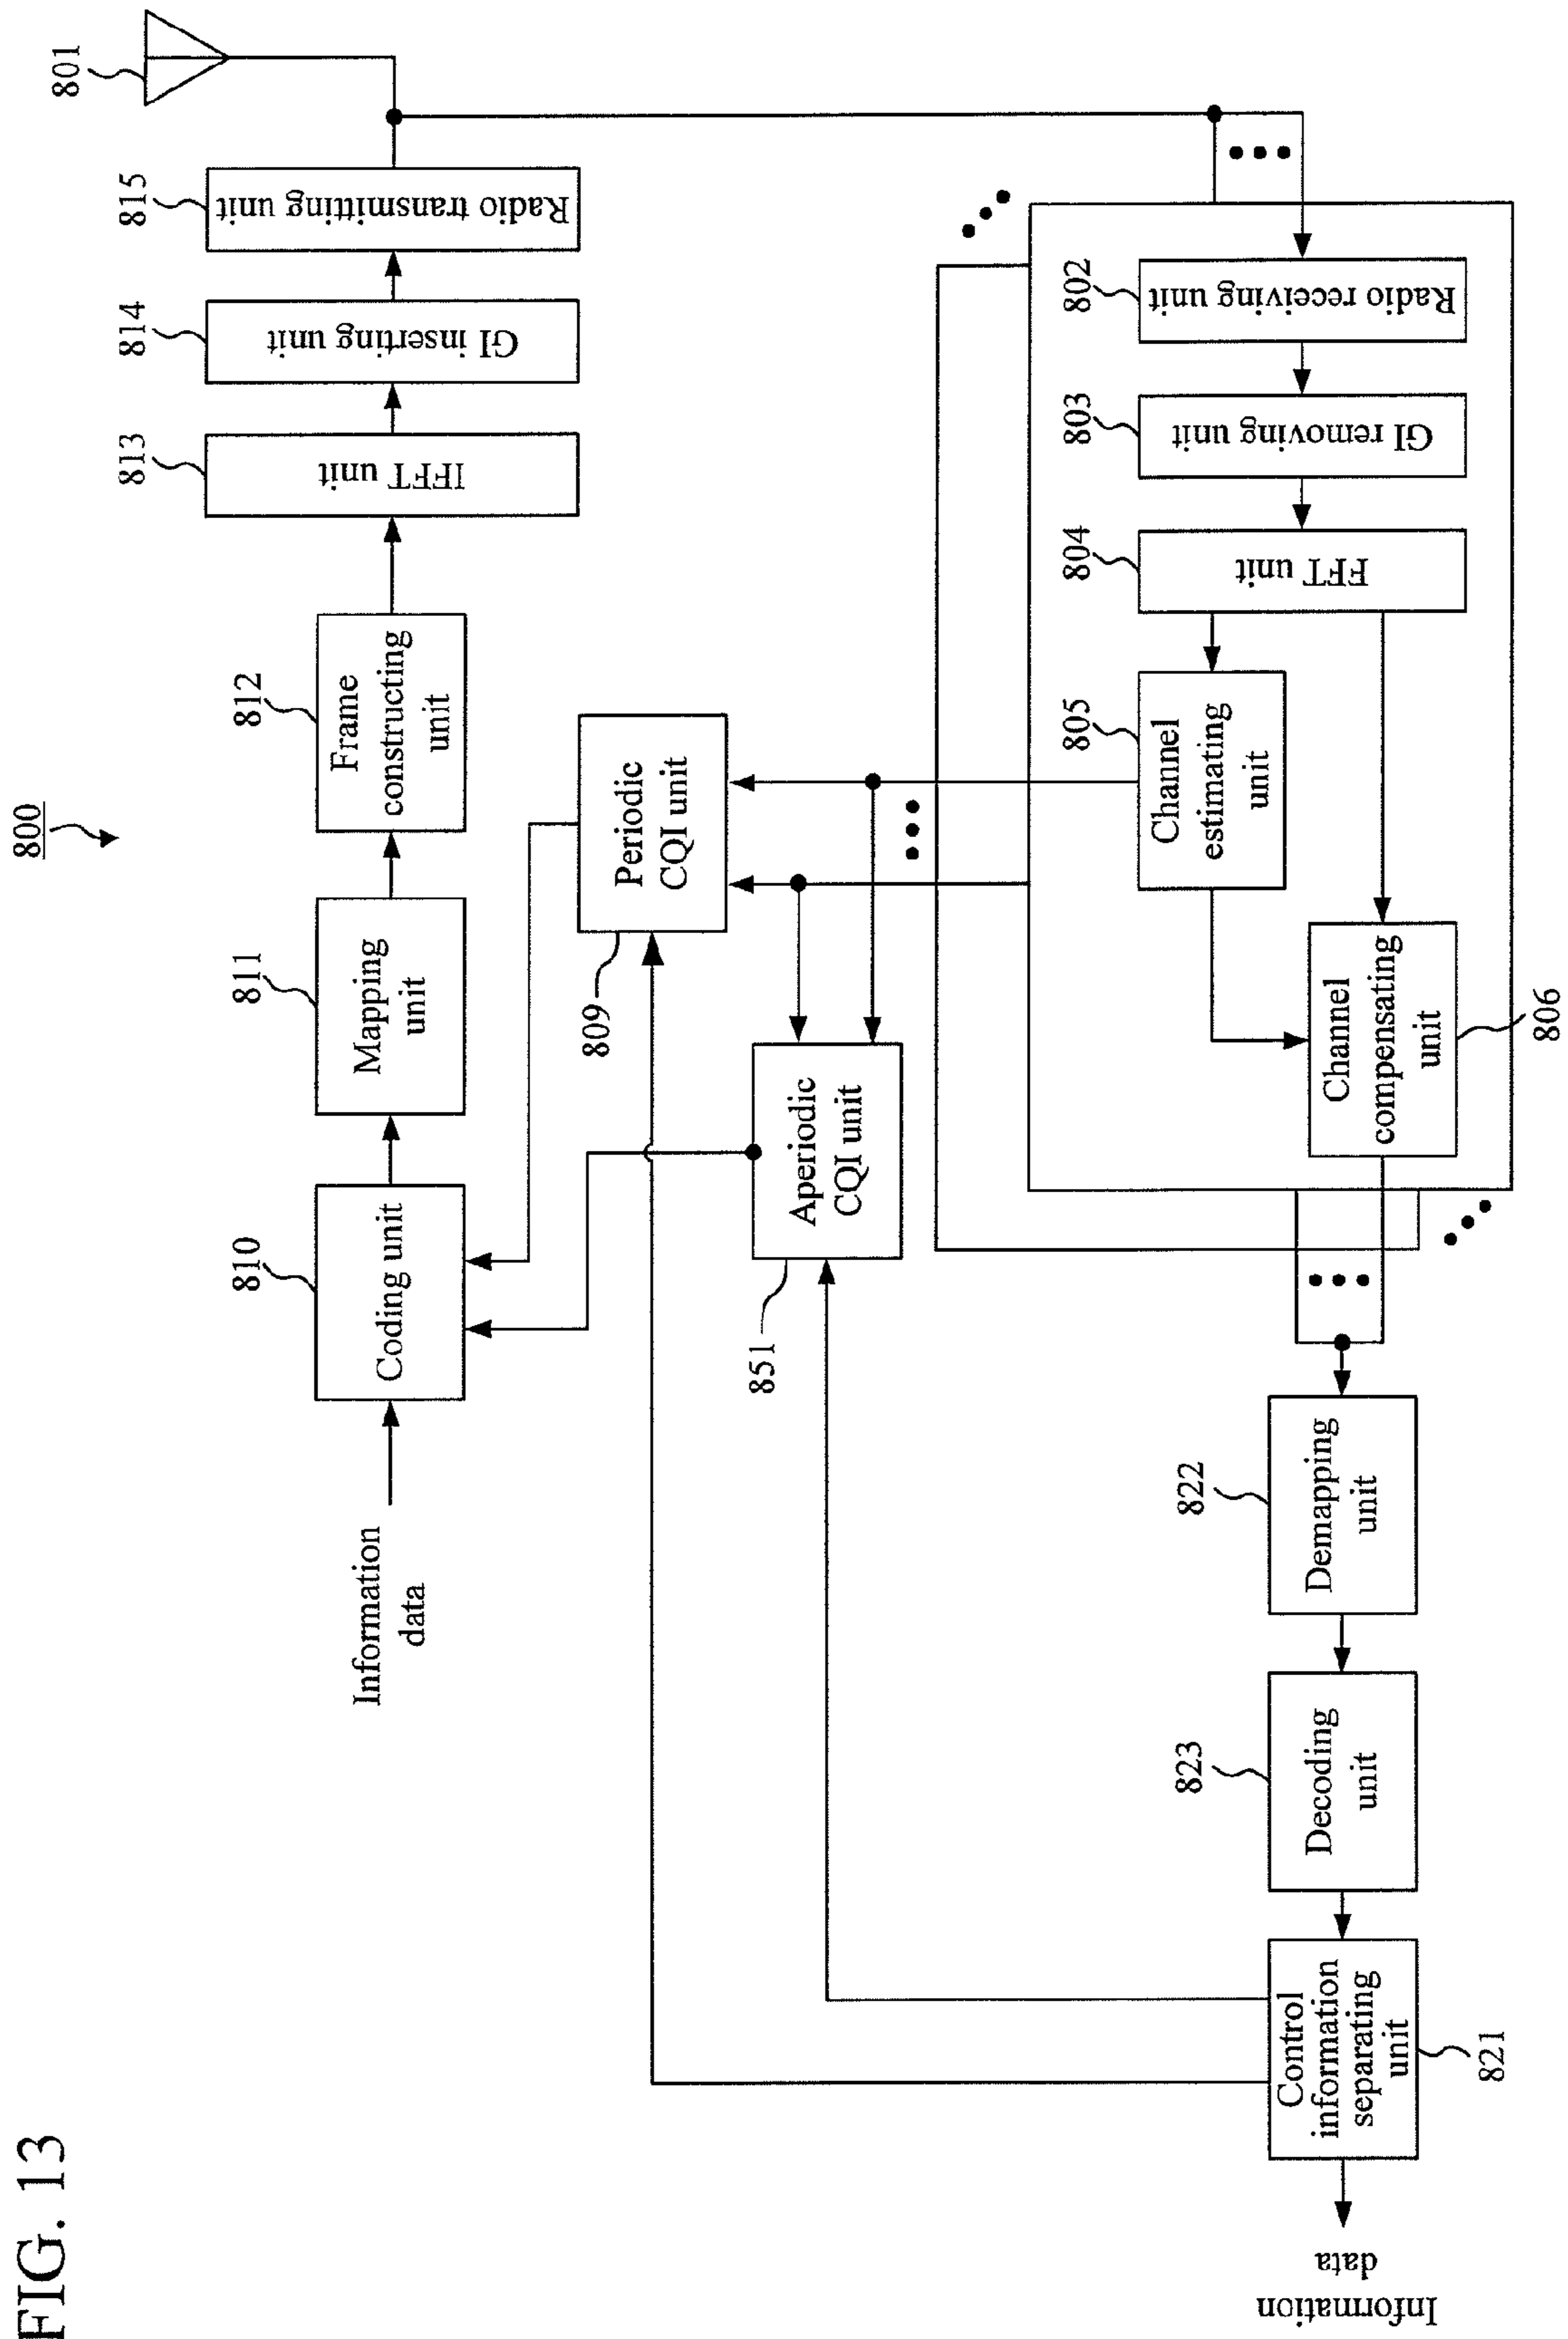 FIG. 13
800
801
815
Radio transmitting unit
814
GI inserting unit
813
IFFT unit
812
Frame
constructing
unit
811
Mapping
unit
810
Coding unit
Information
data
Periodic
CQI unit
809
Aperiodic
CQI unit
851
802
Radio receiving unit
803
GI removing unit
804
FFT unit
805
Channel
estimating
unit
Channel
compensating
unit
806
822
Demapping
unit
823
Decoding
unit
Control
information
separating
unit
821
Information
data